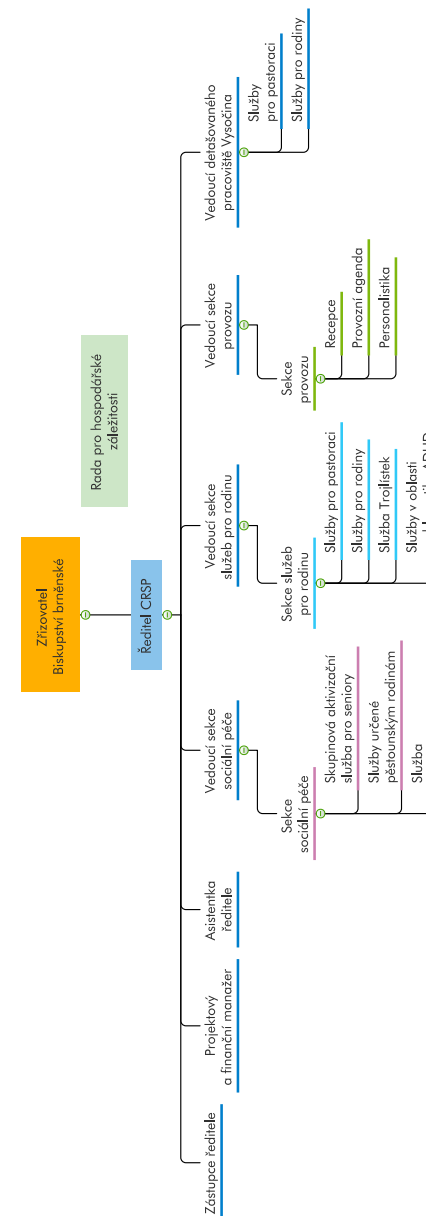 Zřizovatel
Biskupství brněnské
Rada pro hospodářské
záležitosti
Ředitel CRSP
Zástupce ředitele
Projektový
a finanční manažer
Asistentka
ředitele
Vedoucí sekce
sociální péče
Sekce
sociální péče
Skupinová aktivizační
služba pro seniory
Služby určené
pěstounským rodinám
Služba
Vedoucí sekce
služeb pro rodinu
Sekce služeb
pro rodinu
Služby pro pastoraci
Služby pro rodiny
Služba Trojlístek
Služby v oblasti
Vedoucí sekce
provozu
Sekce
provozu
Recepce
Provozní agenda
Personalistika
Vedoucí detašovaného
pracoviště Vysočina
Služby
pro pastoraci
Služby pro rodiny